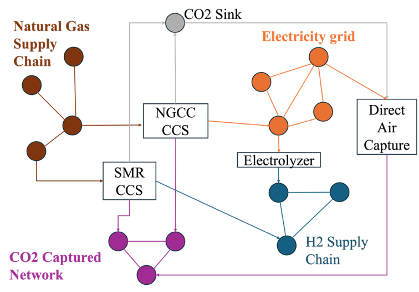 CO2 Sink
Natural Gas
Supply
Chain
Electricity grid
NGCC
CCS
Direct
Air
Capture
Electrolyzer
SMR
CCS
H2 Supply
Chain
CO2 Captured
Network